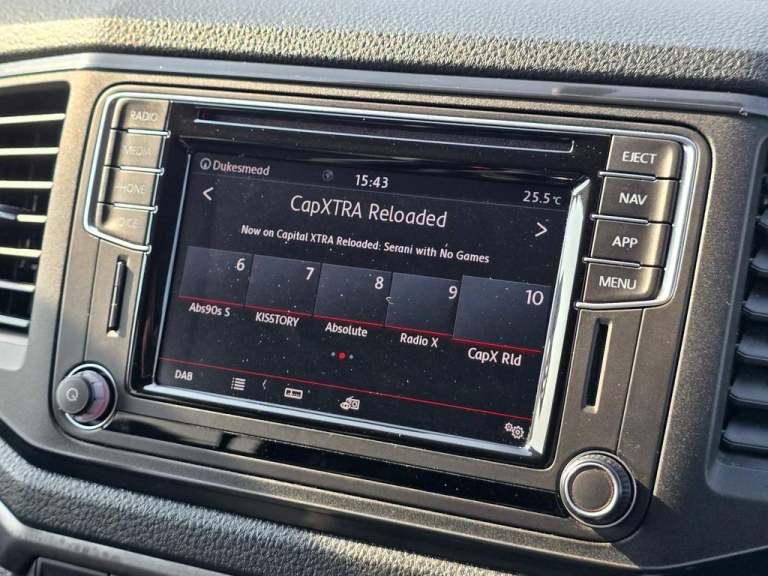 RADIO
MEDIA
PHONE
VOICE
EJECT
NAV
APP
MENU
Dukesmead
15:43
25.5°C
<
CapXTRA Reloaded
>
Now on Capital XTRA Reloaded: Serani with No Games
6
7
8
9
10
Abs90s S
KISSTORY
Absolute
Radio X
CapX Rld
DAB